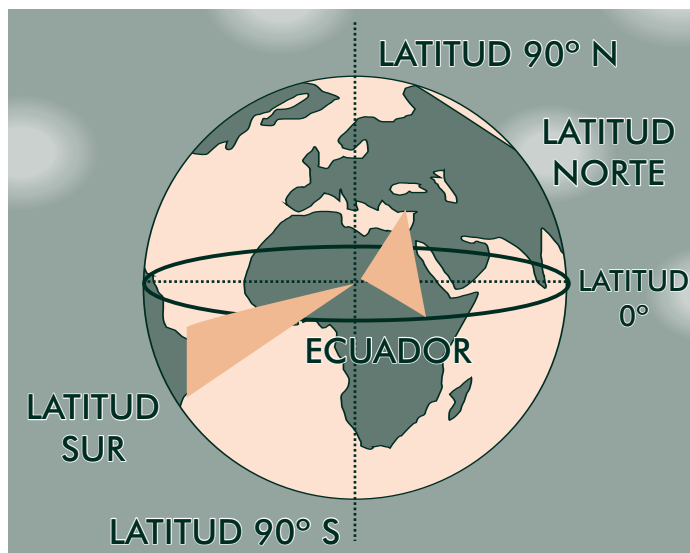 LATITUD 90º N
LATITUD
NORTE
LATITUD
0º
ECUADOR
LATITUD
SUR
LATITUD 90º S